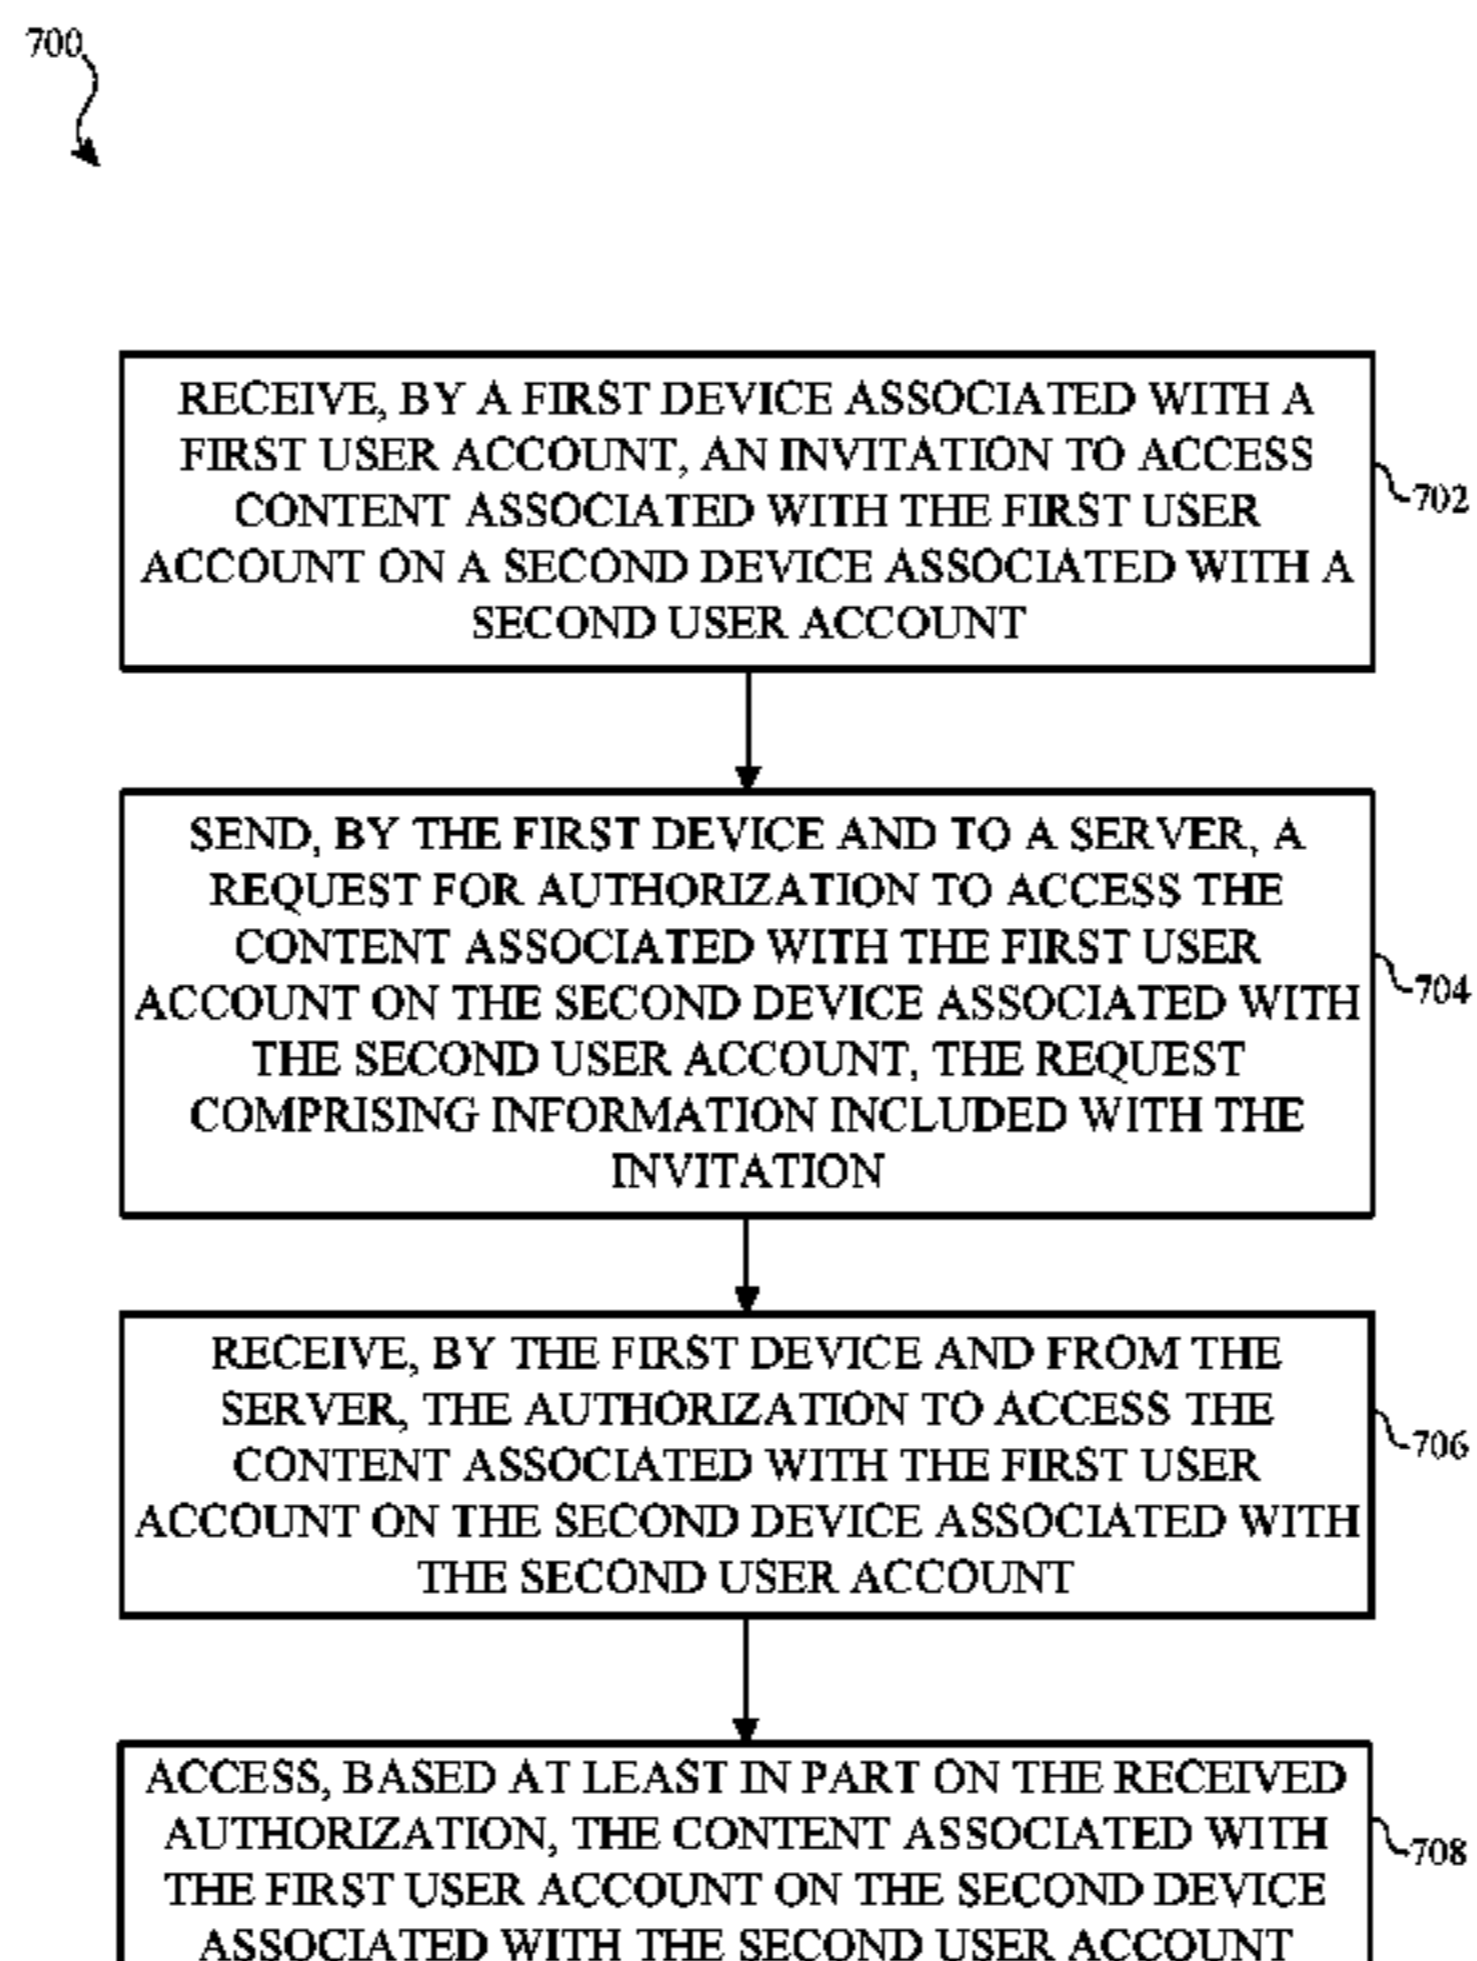 700
RECEIVE, BY A FIRST DEVICE ASSOCIATED WITH A
FIRST USER ACCOUNT, AN INVITATION TO ACCESS
CONTENT ASSOCIATED WITH THE FIRST USER
ACCOUNT ON A SECOND DEVICE ASSOCIATED WITH A
SECOND USER ACCOUNT
702
SEND, BY THE FIRST DEVICE AND TO A SERVER, A
REQUEST FOR AUTHORIZATION TO ACCESS THE
CONTENT ASSOCIATED WITH THE FIRST USER
ACCOUNT ON THE SECOND DEVICE ASSOCIATED WITH
THE SECOND USER ACCOUNT, THE REQUEST
COMPRISING INFORMATION INCLUDED WITH THE
INVITATION
704
RECEIVE, BY THE FIRST DEVICE AND FROM THE
SERVER, THE AUTHORIZATION TO ACCESS THE
CONTENT ASSOCIATED WITH THE FIRST USER
ACCOUNT ON THE SECOND DEVICE ASSOCIATED WITH
THE SECOND USER ACCOUNT
706
ACCESS, BASED AT LEAST IN PART ON THE RECEIVED
AUTHORIZATION, THE CONTENT ASSOCIATED WITH
THE FIRST USER ACCOUNT ON THE SECOND DEVICE
ASSOCIATED WITH THE SECOND USER ACCOUNT
708